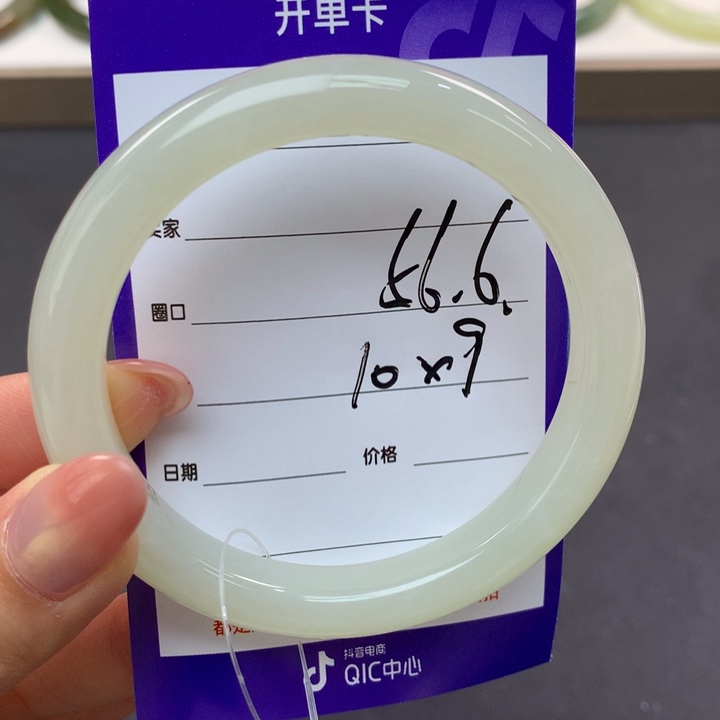 开单卡
家
56.6.
圈口
10x9
日期 价格
抖音电商
QIC中心